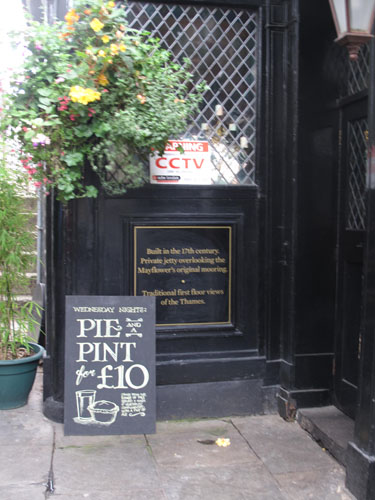 WARNING
CCTV
Built in the 17th century.
Private jetty overlooking the
Mayflower's original mooring.
Traditional first floor views
of the Thames.
WEDNESDAY NIGHTS:
PIE AND A
PINT
for £10